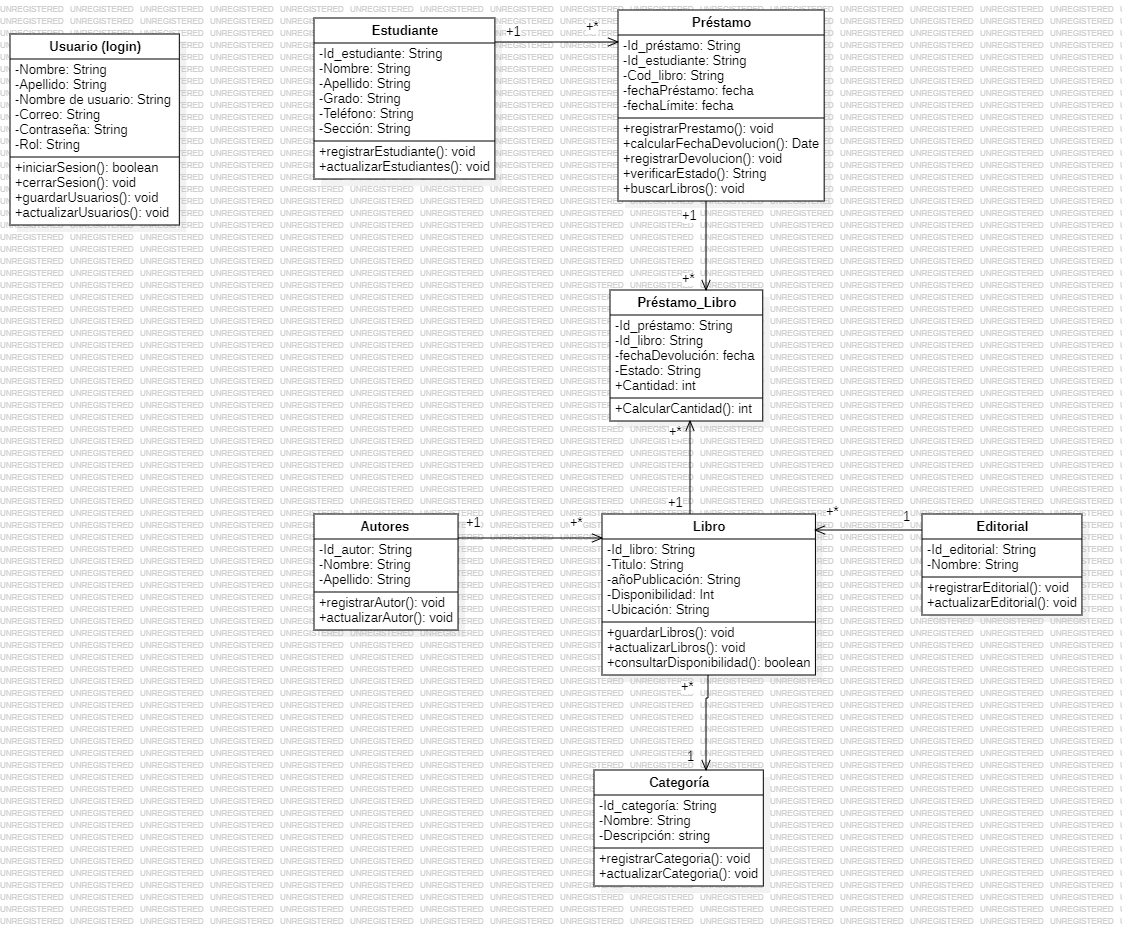 Usuario (login)
-Nombre: String
-Apellido: String
-Nombre de usuario: String
-Correo: String
-Contraseña: String
-Rol: String
+iniciarSesion(): boolean
+cerrarSesion(): void
+guardarUsuarios(): void
+actualizarUsuarios(): void
Estudiante
-Id_estudiante: String
-Nombre: String
-Apellido: String
-Grado: String
-Teléfono: String
-Sección: String
+registrarEstudiante(): void
+actualizarEstudiantes(): void
+1
+*
Préstamo
-Id_préstamo: String
-Id_estudiante: String
-Cod_libro: String
-fechaPréstamo: fecha
-fechaLímite: fecha
+registrarPrestamo(): void
+calcularFechaDevolucion(): Date
+registrarDevolucion(): void
+verificarEstado(): String
+buscarLibros(): void
+1
+*
Préstamo_Libro
-Id_préstamo: String
-Id_libro: String
-fechaDevolución: fecha
-Estado: String
+Cantidad: int
+CalcularCantidad(): int
+*
+1
Autores
-Id_autor: String
-Nombre: String
-Apellido: String
+registrarAutor(): void
+actualizarAutor(): void
+1
+*
Libro
-Id_libro: String
-Titulo: String
-añoPublicación: String
-Disponibilidad: Int
-Ubicación: String
+guardarLibros(): void
+actualizarLibros(): void
+consultarDisponibilidad(): boolean
+*
1
Editorial
-Id_editorial: String
-Nombre: String
+registrarEditorial(): void
+actualizarEditorial(): void
+*
1
Categoría
-Id_categoría: String
-Nombre: String
-Descripción: string
+registrarCategoria(): void
+actualizarCategoria(): void
UNREGISTERED